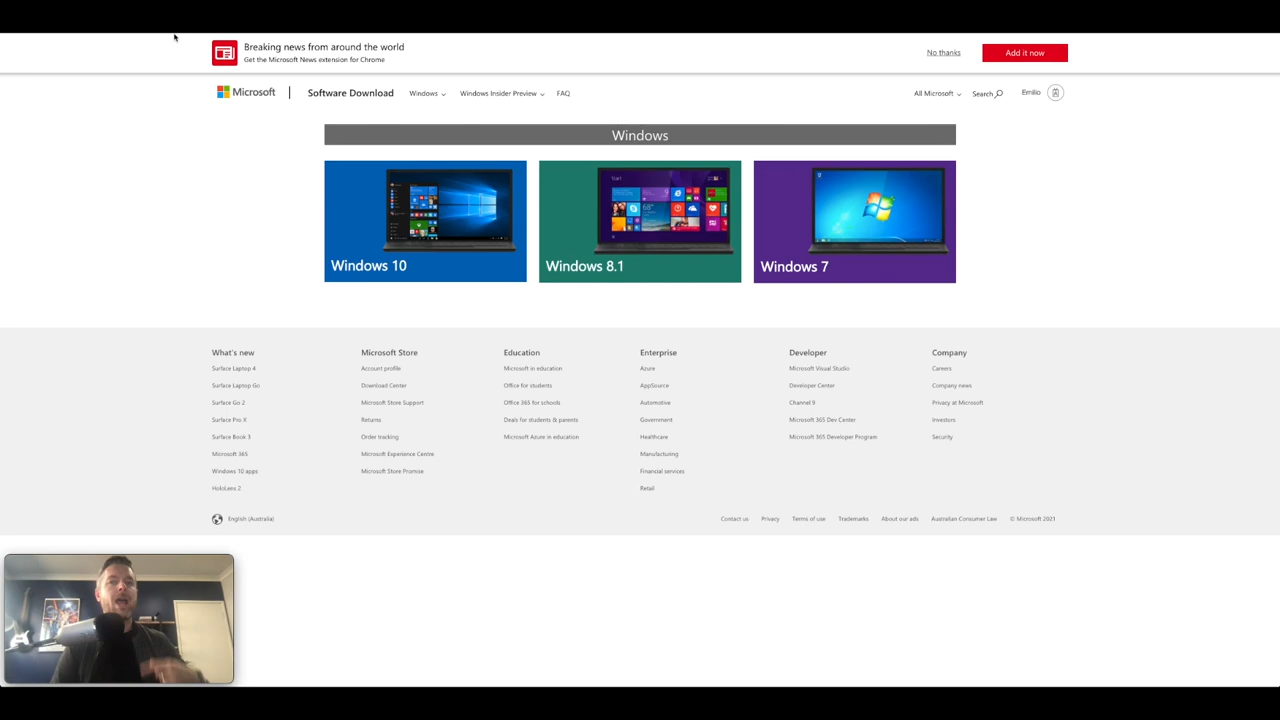 Breaking news from around the world
Get the Microsoft News extension for Chrome
No thanks
Add it now
Microsoft
Software Download
Windows
Windows Insider Preview
FAQ
All Microsoft
Search
Emilio
Windows
Windows 10
Windows 8.1
Windows 7
What's new
Surface Laptop 4
Surface Laptop Go
Surface Go 2
Surface Pro X
Surface Book 3
Microsoft 365
Windows 10 apps
HoloLens 2
Microsoft Store
Account profile
Download Center
Microsoft Store Support
Returns
Order tracking
Microsoft Experience Centre
Microsoft Store Promise
Education
Microsoft in education
Office for students
Office 365 for schools
Deals for students & parents
Microsoft Azure in education
Enterprise
Azure
AppSource
Automotive
Government
Healthcare
Manufacturing
Financial services
Retail
Developer
Microsoft Visual Studio
Developer Center
Channel 9
Microsoft 365 Dev Center
Microsoft 365 Developer Program
Company
Careers
Company news
Privacy at Microsoft
Investors
Security
English (Australia)
Contact us
Privacy
Terms of use
Trademarks
About our ads
Australian Consumer Law
© Microsoft 2021